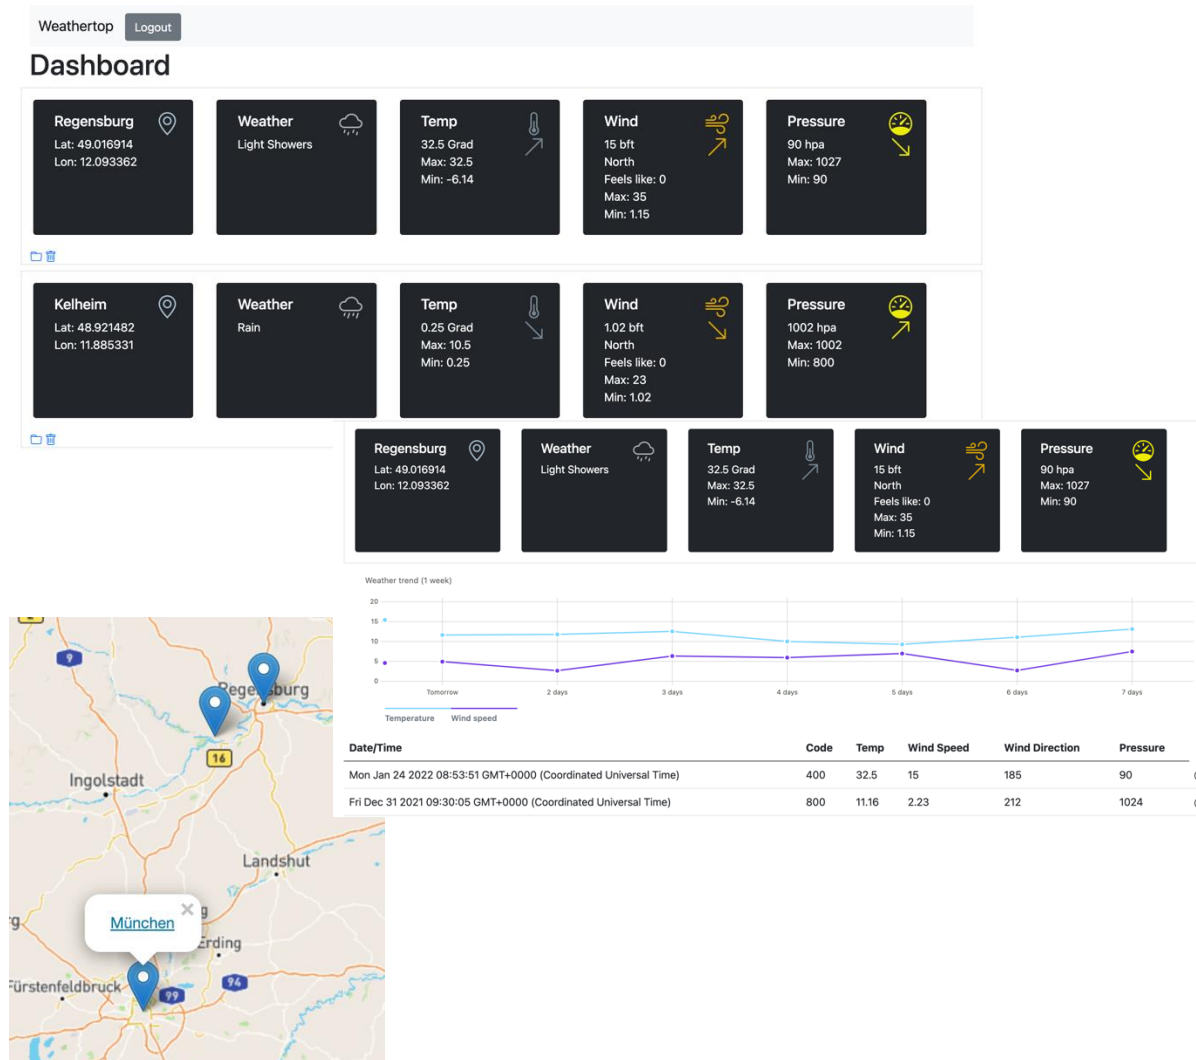 Weathertop Logout
Dashboard
Regensburg
Lat: 49.016914
Lon: 12.093362
Weather
Light Showers
Temp
32.5 Grad
Max: 32.5
Min: -6.14
Wind
15 bft
North
Feels like: 0
Max: 35
Min: 1.15
Pressure
90 hpa
Max: 1027
Min: 90
Kelheim
Lat: 48.921482
Lon: 11.885331
Weather
Rain
Temp
0.25 Grad
Max: 10.5
Min: 0.25
Wind
1.02 bft
North
Feels like: 0
Max: 23
Min: 1.02
Pressure
1002 hpa
Max: 1002
Min: 800
Regensburg
Lat: 49.016914
Lon: 12.093362
Weather
Light Showers
Temp
32.5 Grad
Max: 32.5
Min: -6.14
Wind
15 bft
North
Feels like: 0
Max: 35
Min: 1.15
Pressure
90 hpa
Max: 1027
Min: 90
Weather trend (1 week)
20
15
10
5
0
Tomorrow 2 days 3 days 4 days 5 days 6 days 7 days
Temperature Wind speed
Date/Time Code Temp Wind Speed Wind Direction Pressure
Mon Jan 24 2022 08:53:51 GMT+0000 (Coordinated Universal Time) 400 32.5 15 185 90
Fri Dec 31 2021 09:30:05 GMT+0000 (Coordinated Universal Time) 800 11.16 2.23 212 1024
9
16
Ingolstadt
Landshut
München
Erding
94
Fürstenfeldbruck
99